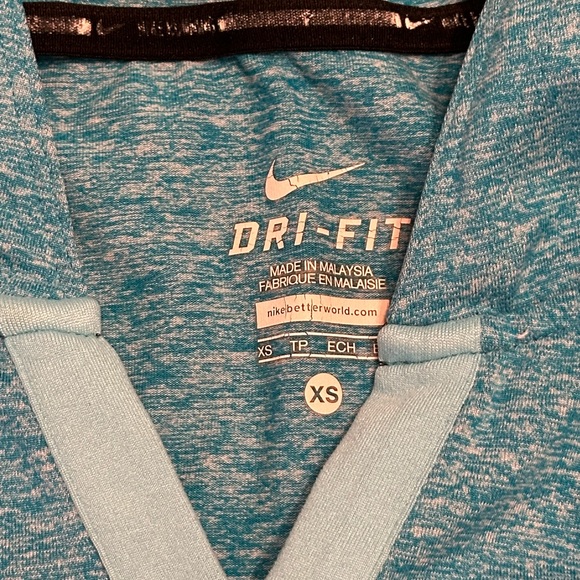 DRI-FIT
MADE IN MALAYSIA
FABRIQUE EN MALAISIE
nikebetterworld.com
XS TP ECH
XS